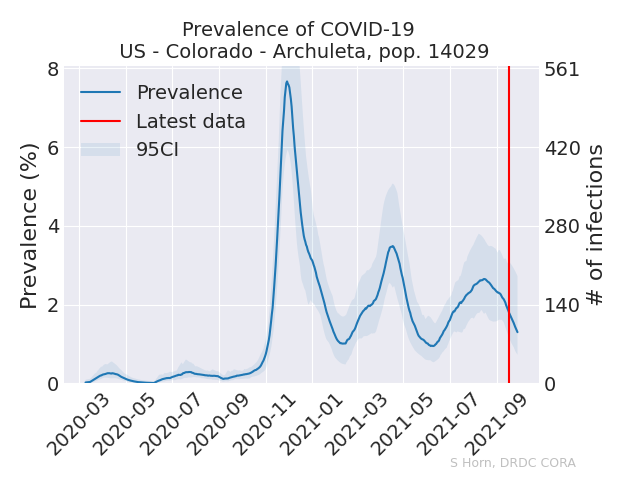 Prevalence of COVID-19
US - Colorado - Archuleta, pop. 14029
Prevalence (%)
8
6
4
2
0
Prevalence
Latest data
95CI
561
420
280
140
0
# of infections
2020-03
2020-05
2020-07
2020-09
2020-11
2021-01
2021-03
2021-05
2021-07
2021-09
S Horn, DRDC CORA